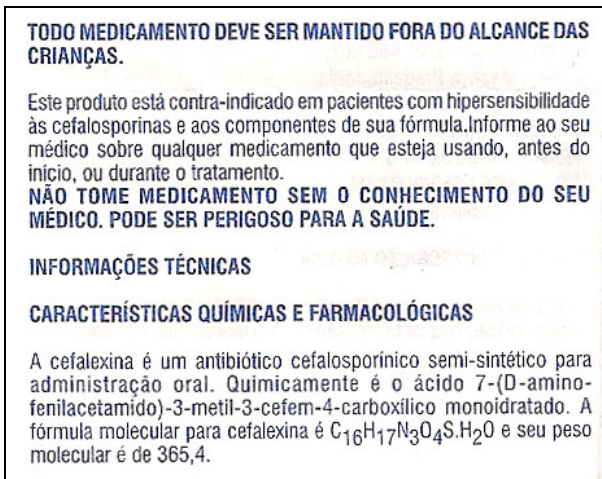 TODO MEDICAMENTO DEVE SER MANTIDO FORA DO ALCANCE DAS
CRIANÇAS.
Este produto está contra-indicado em pacientes com hipersensibilidade
às cefalosporinas e aos componentes de sua fórmula.Informe ao seu
médico sobre qualquer medicamento que esteja usando, antes do
início, ou durante o tratamento.
NÃO TOME MEDICAMENTO SEM O CONHECIMENTO DO SEU
MÉDICO. PODE SER PERIGOSO PARA A SAÚDE.
INFORMAÇÕES TÉCNICAS
CARACTERÍSTICAS QUÍMICAS E FARMACOLÓGICAS
A cefalexina é um antibiótico cefalosporínico semi-sintético para
administração oral. Quimicamente é o ácido 7-(D-amino-
fenilacetamido)-3-metil-3-cefem-4-carboxílico monoidratado. A
fórmula molecular para cefalexina é C₁₆H₁₇N₃O₄S.H₂O e seu peso
molecular é de 365,4.